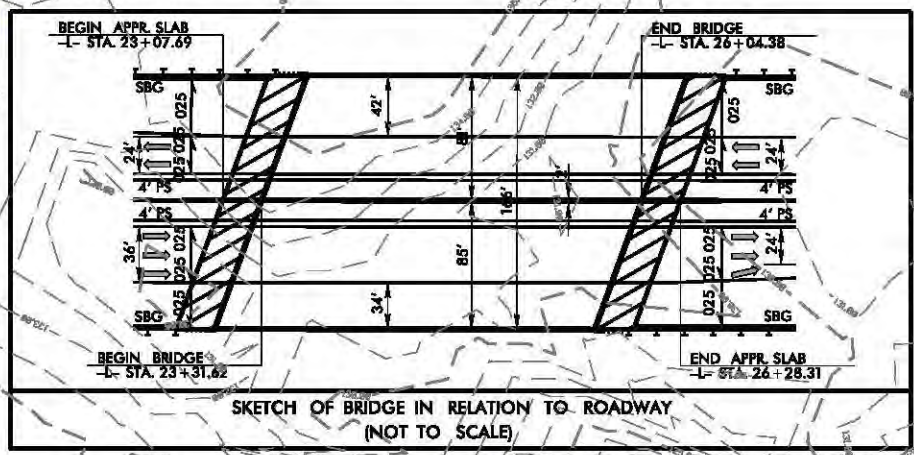 BEGIN APPR. SLAB
-L- STA. 23+07.69
END BRIDGE
-L- STA. 26+04.38
SBG
SBG
025
42'
025
24'
025
025
025
24'
4' PS
4' PS
4' PS
4' PS
36'
025
025
025
85'
025
025
24'
34'
SBG
SBG
BEGIN BRIDGE
-L- STA. 23+31.62
END APPR. SLAB
-L- STA. 26+28.31
SKETCH OF BRIDGE IN RELATION TO ROADWAY
(NOT TO SCALE)